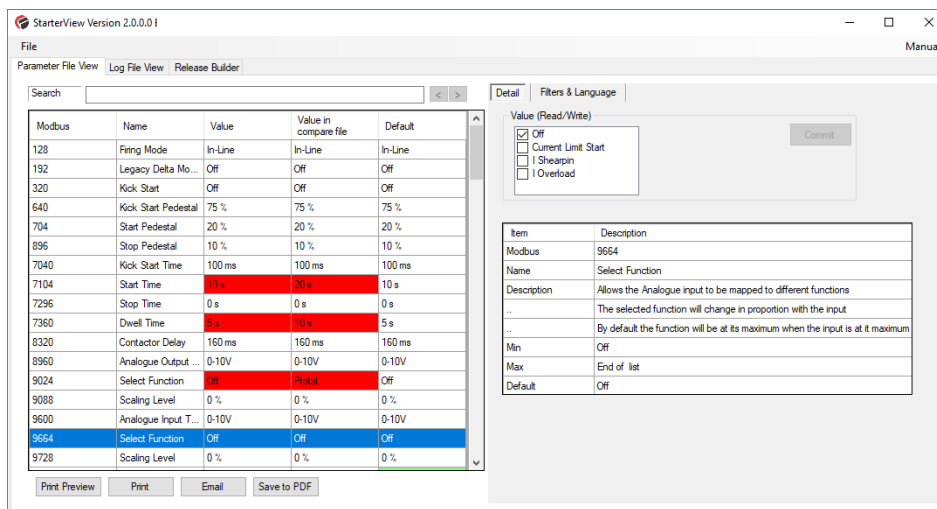 StarterView Version 2.0.0.0 F
File
Manua
Parameter File View Log File View Release Builder
Search < >
Modbus Name Value Value in compare file Default
128 Firing Mode In-Line In-Line In-Line
192 Legacy Delta Mo... Off Off Off
320 Kick Start Off Off Off
640 Kick Start Pedestal 75 % 75 % 75 %
704 Start Pedestal 20 % 20 % 20 %
896 Stop Pedestal 10 % 10 % 10 %
7040 Kick Start Time 100 ms 100 ms 100 ms
7104 Start Time 10 s 20 s 10 s
7296 Stop Time 0 s 0 s 0 s
7360 Dwell Time 5 s 10 s 5 s
8320 Contactor Delay 160 ms 160 ms 160 ms
8960 Analogue Output ... 0-10V 0-10V 0-10V
9024 Select Function Off Ptotal Off
9088 Scaling Level 0 % 0 % 0 %
9600 Analogue Input T... 0-10V 0-10V 0-10V
9664 Select Function Off Off Off
9728 Scaling Level 0 % 0 % 0 %
Print Preview Print Email Save to PDF
Detail Filters & Language
Value (Read/Write)
Off
Current Limit Start
I Shearpin
I Overload
Commit
Item Description
Modbus 9664
Name Select Function
Description Allows the Analogue input to be mapped to different functions
.. The selected function will change in proportion with the input
.. By default the function will be at its maximum when the input is at it maximum
Min Off
Max End of list
Default Off